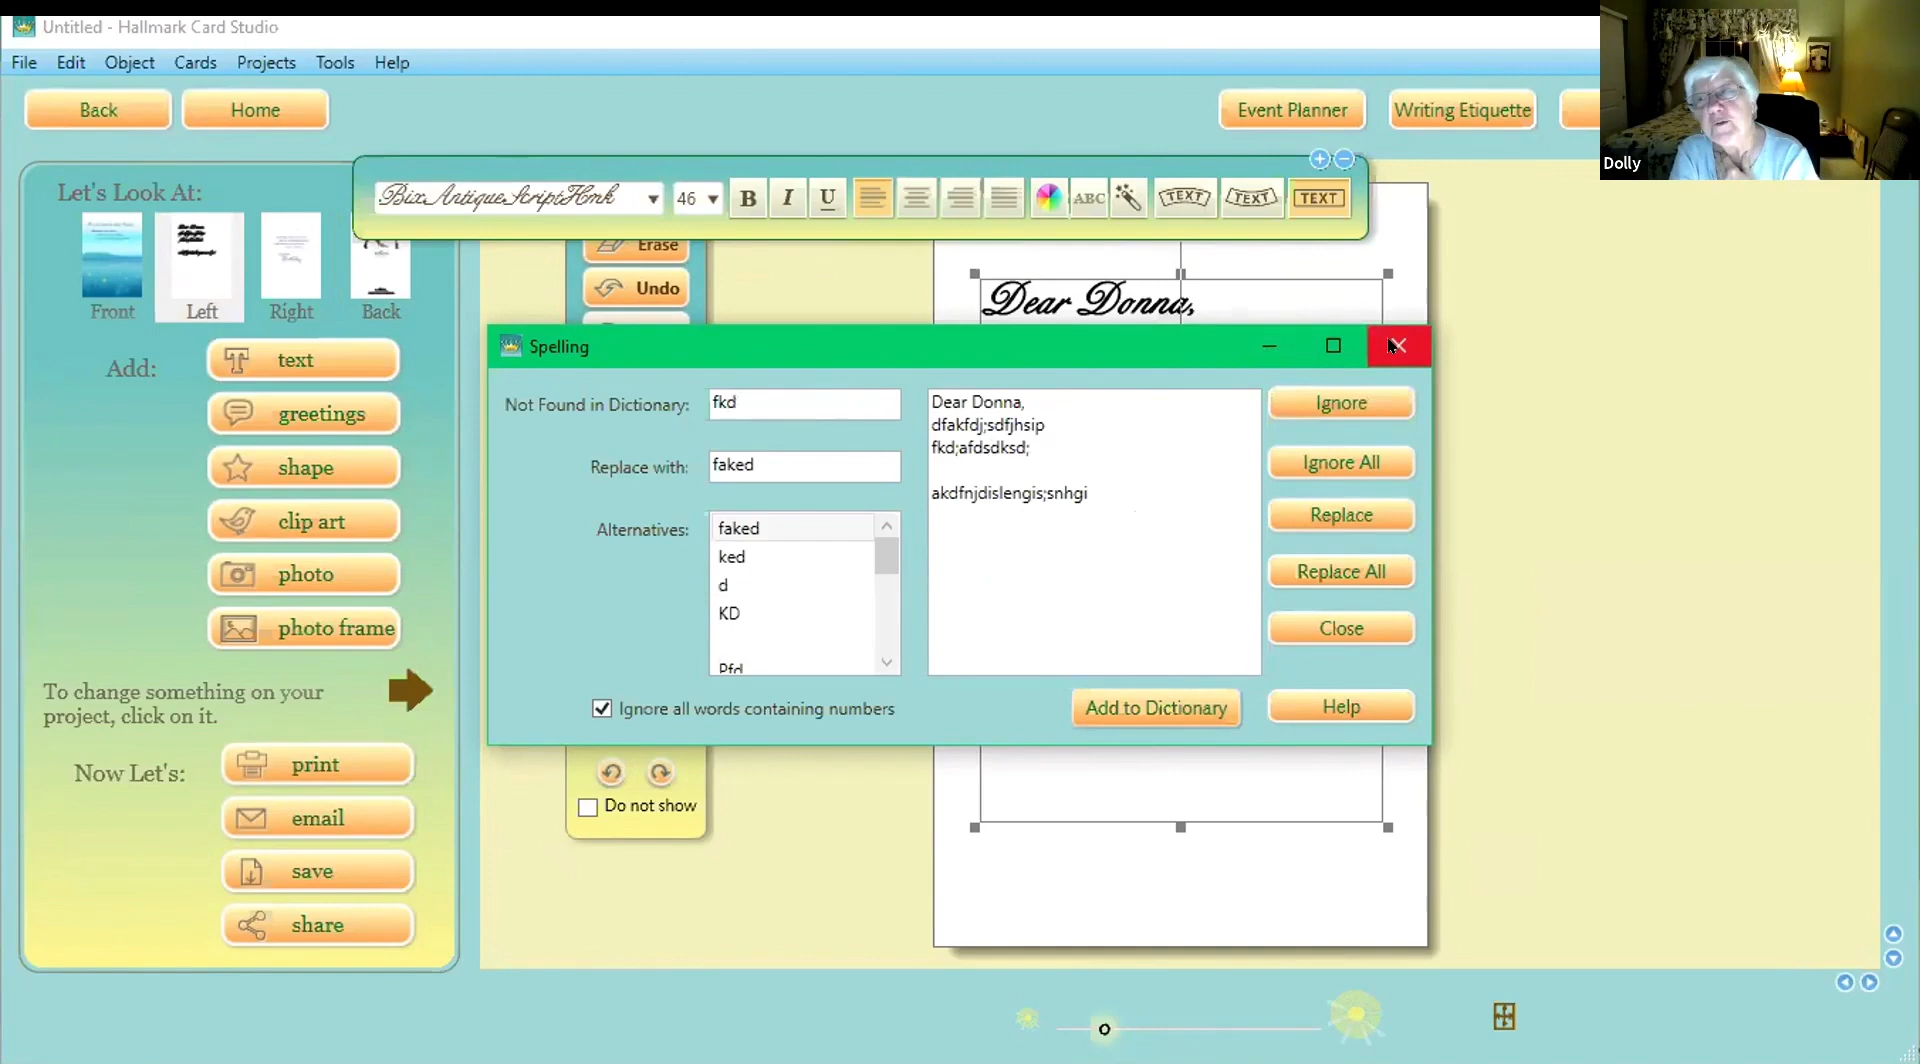 Untitled - Hallmark Card Studio
File Edit Object Cards Projects Tools Help
Back Home Event Planner Writing Etiquette
Dolly
Let's Look At:
Front Left Right Back
BixAntiqueScriptHmk 46 B I U ABC TEXT TEXT TEXT
Add:
text
greetings
shape
clip art
photo
photo frame
To change something on your
project, click on it.
Now Let's:
print
email
save
share
Erase
Undo
Dear Donna,
Spelling
Not Found in Dictionary: fkd
Replace with: faked
Alternatives:
faked
ked
d
KD
Pfd
Ignore all words containing numbers
Dear Donna,
dfakfdj;sdfjhsip
fkd;afdsdksd;
akdfnjdislengis;snhgi
Ignore
Ignore All
Replace
Replace All
Close
Add to Dictionary Help
Do not show